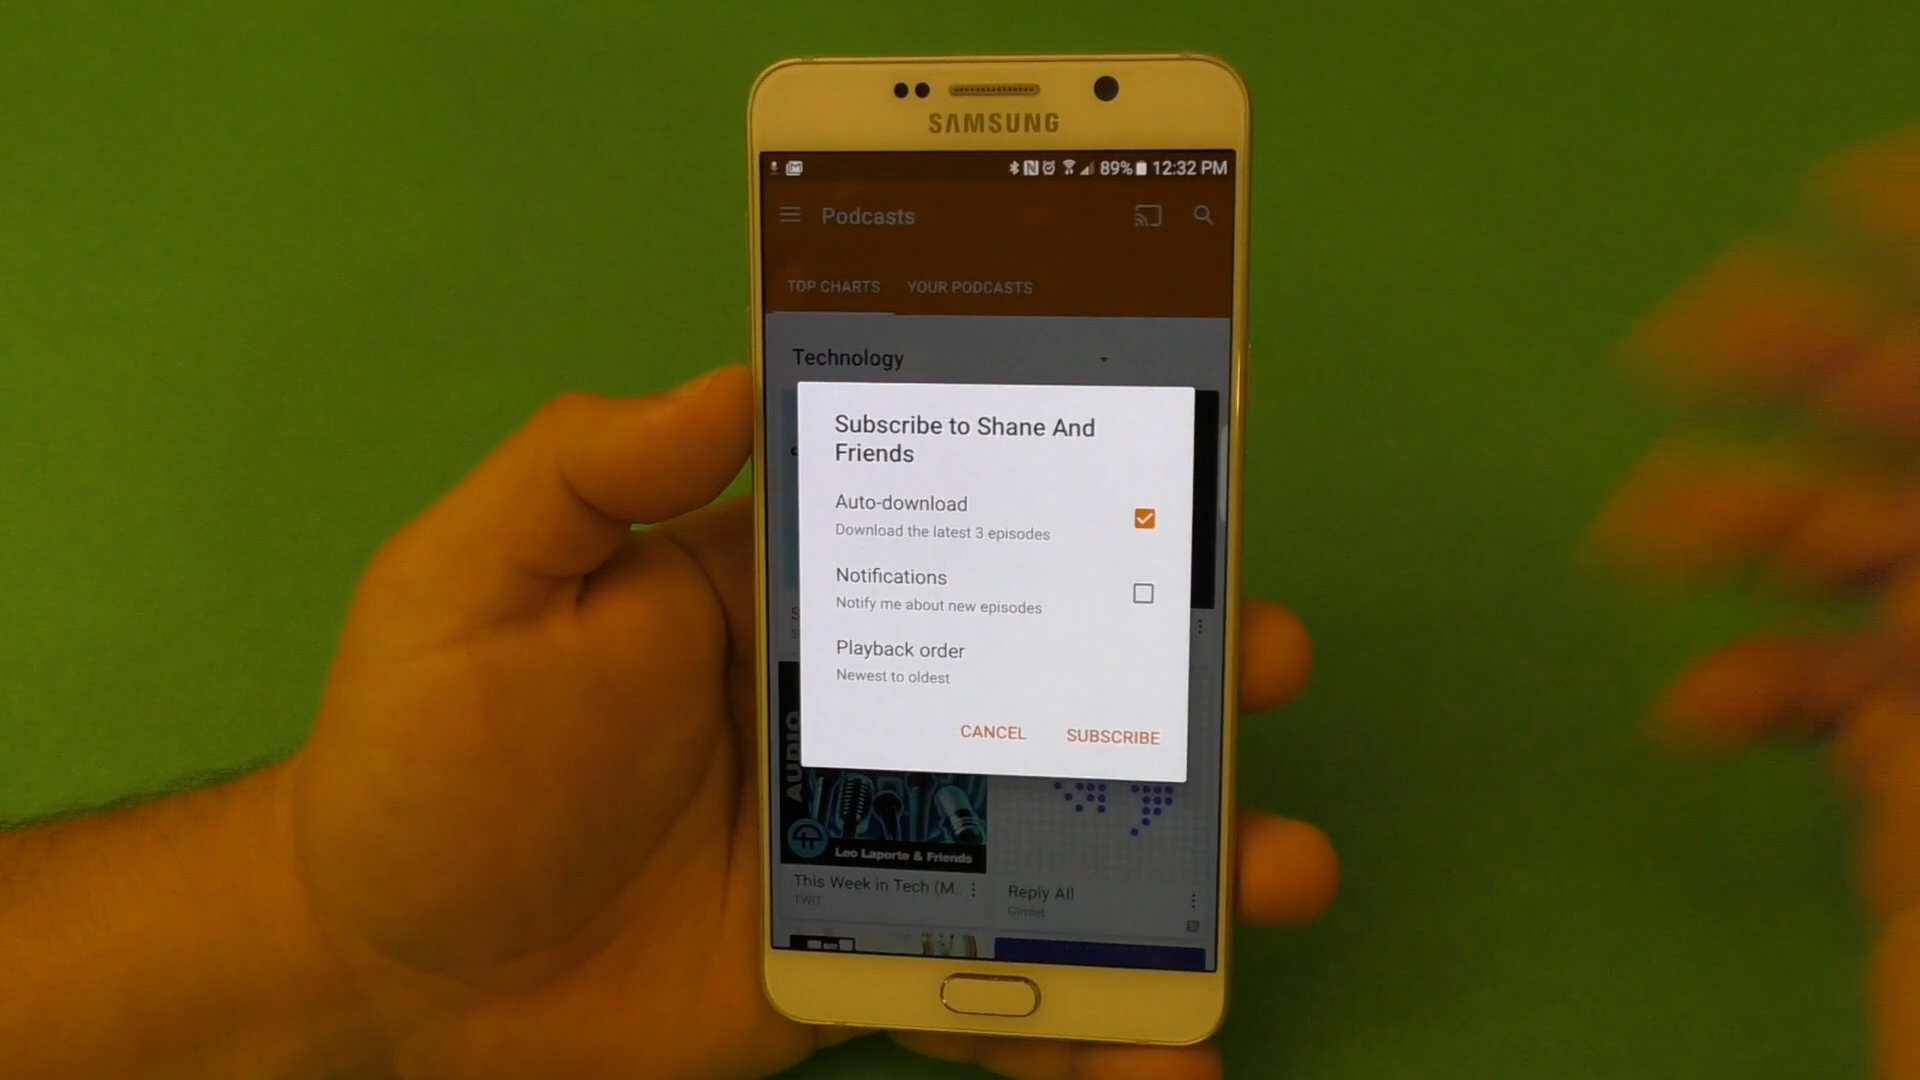 SAMSUNG
89% 12:32 PM
Podcasts
TOP CHARTS YOUR PODCASTS
Technology
Subscribe to Shane And
Friends
Auto-download
Download the latest 3 episodes
Notifications
Notify me about new episodes
Playback order
Newest to oldest
CANCEL SUBSCRIBE
AUDIO
Leo Laporte & Friends
This Week in Tech (M..
TWiT
Reply All
Gimlet